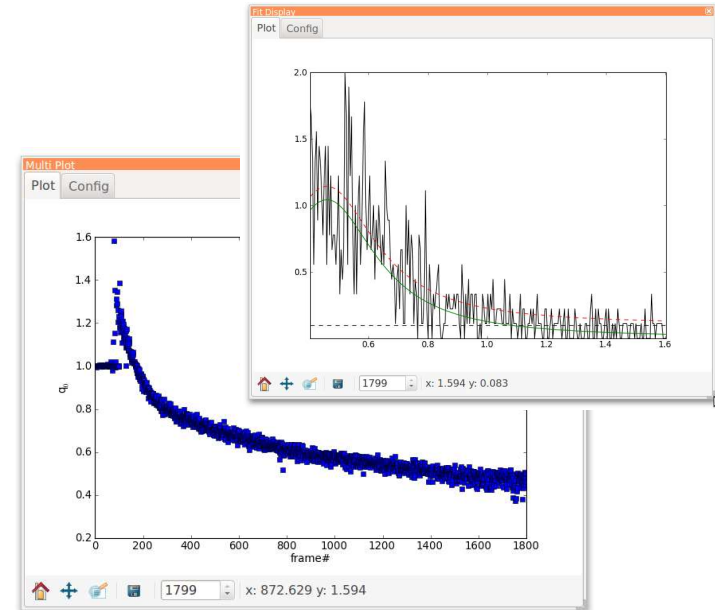 Fit Display
Plot Config
2.0
1.5
1.0
0.5
0.6 0.8 1.0 1.2 1.4 1.6
1799 x: 1.594 y: 0.083
Multi Plot
Plot Config
1.6
1.4
1.2
1.0
0.8
0.6
0.4
0.2
q₀
0 200 400 600 800 1000 1200 1400 1600 1800
frame#
1799 x: 872.629 y: 1.594